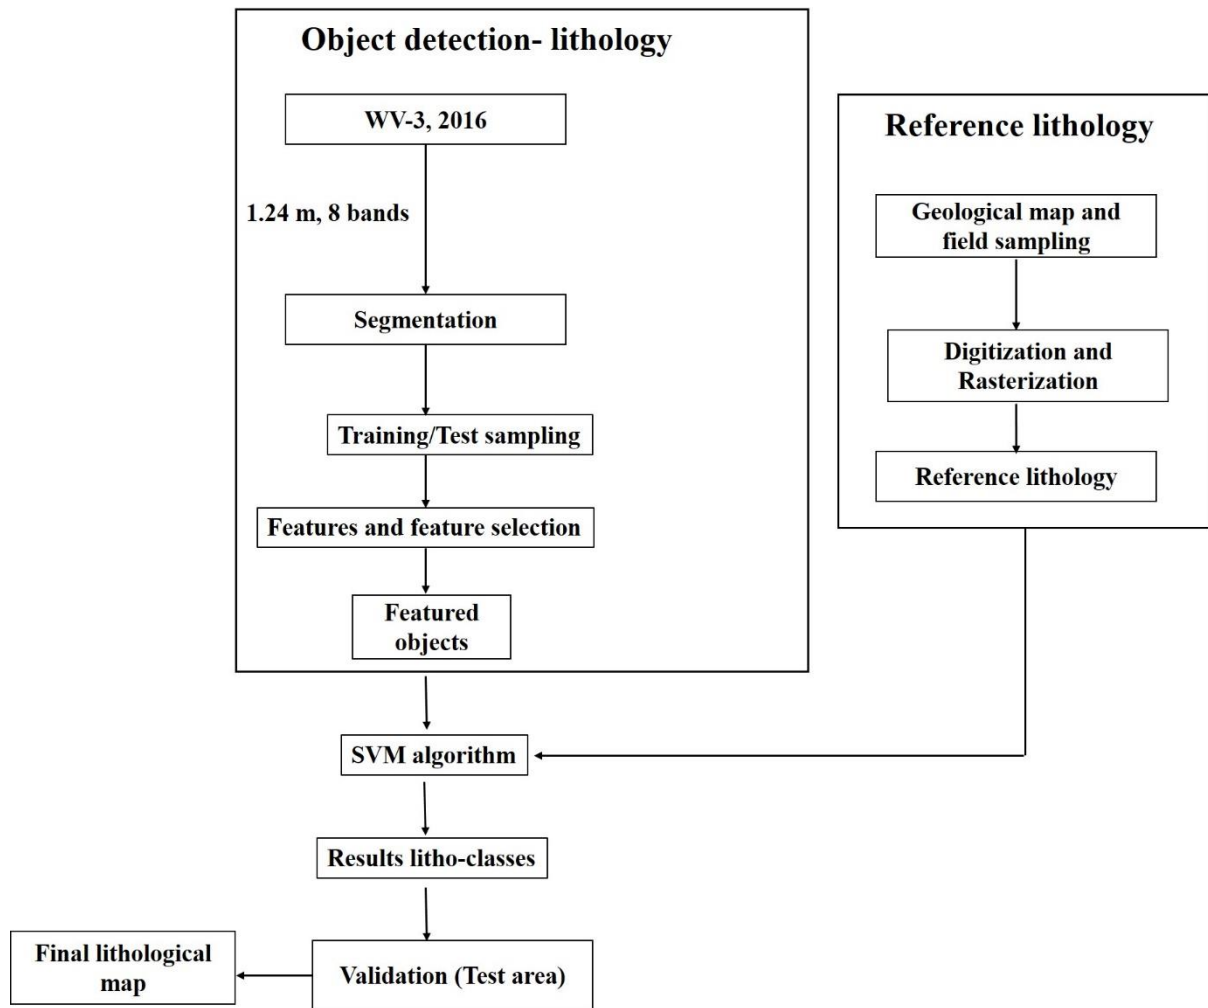 Object detection- lithology
WV-3, 2016
1.24 m, 8 bands
Segmentation
Training/Test sampling
Features and feature selection
Featured
objects
Reference lithology
Geological map and
field sampling
Digitization and
Rasterization
Reference lithology
SVM algorithm
Results litho-classes
Validation (Test area)
Final lithological
map